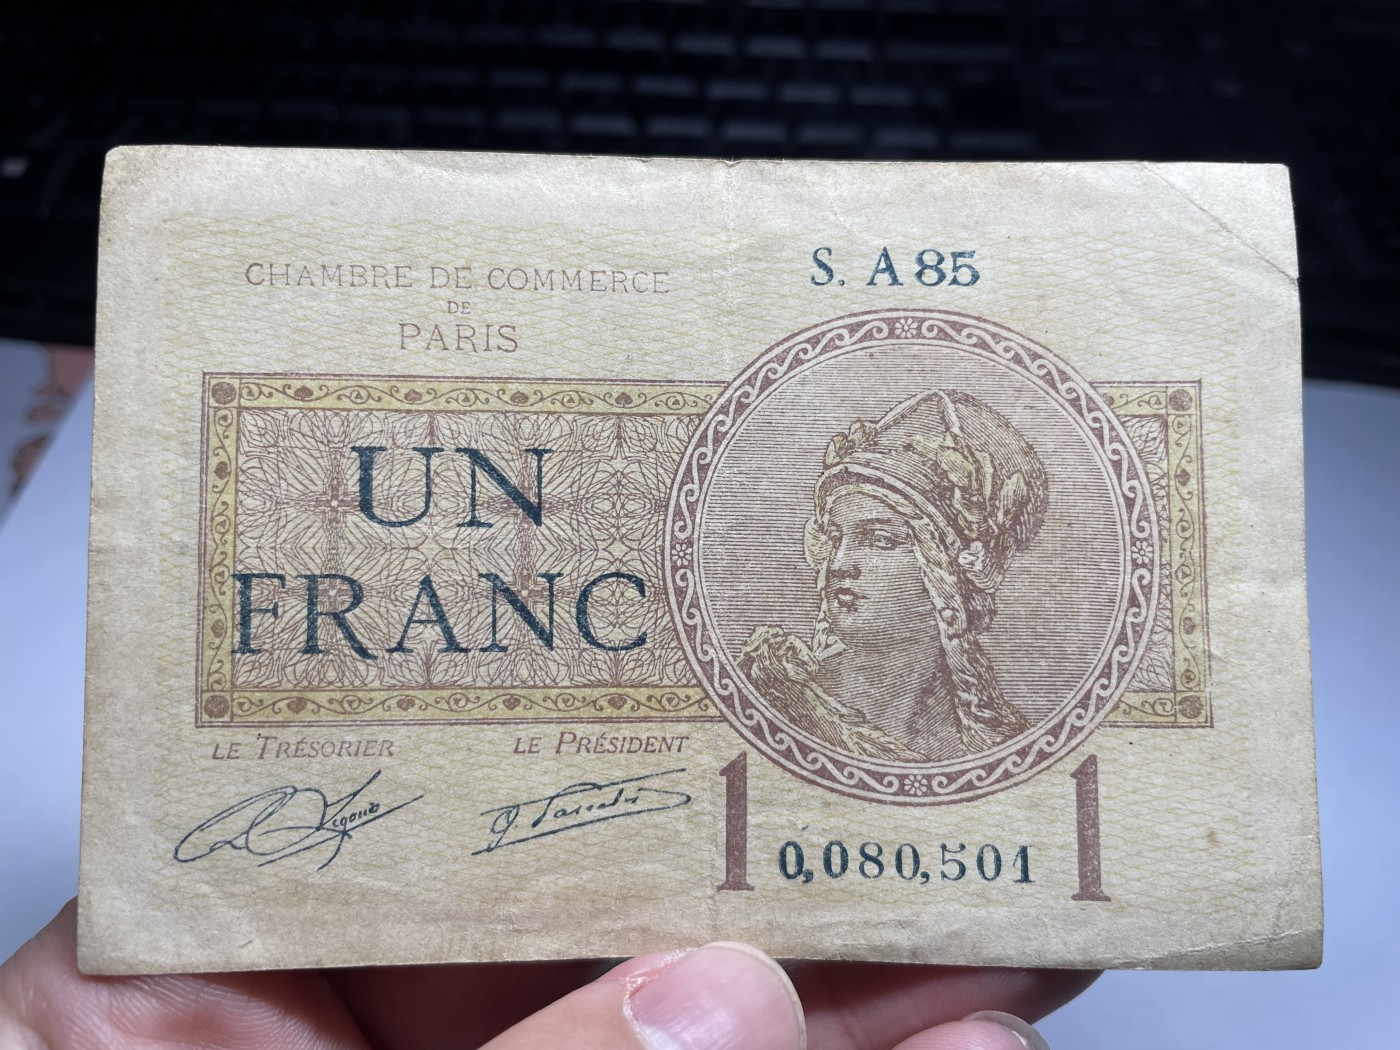 CHAMBRE DE COMMERCE
DE
PARIS
S. A 85
UN
FRANC
LE TRÉSORIER
LE PRÉSIDENT
1
0,080,501
1